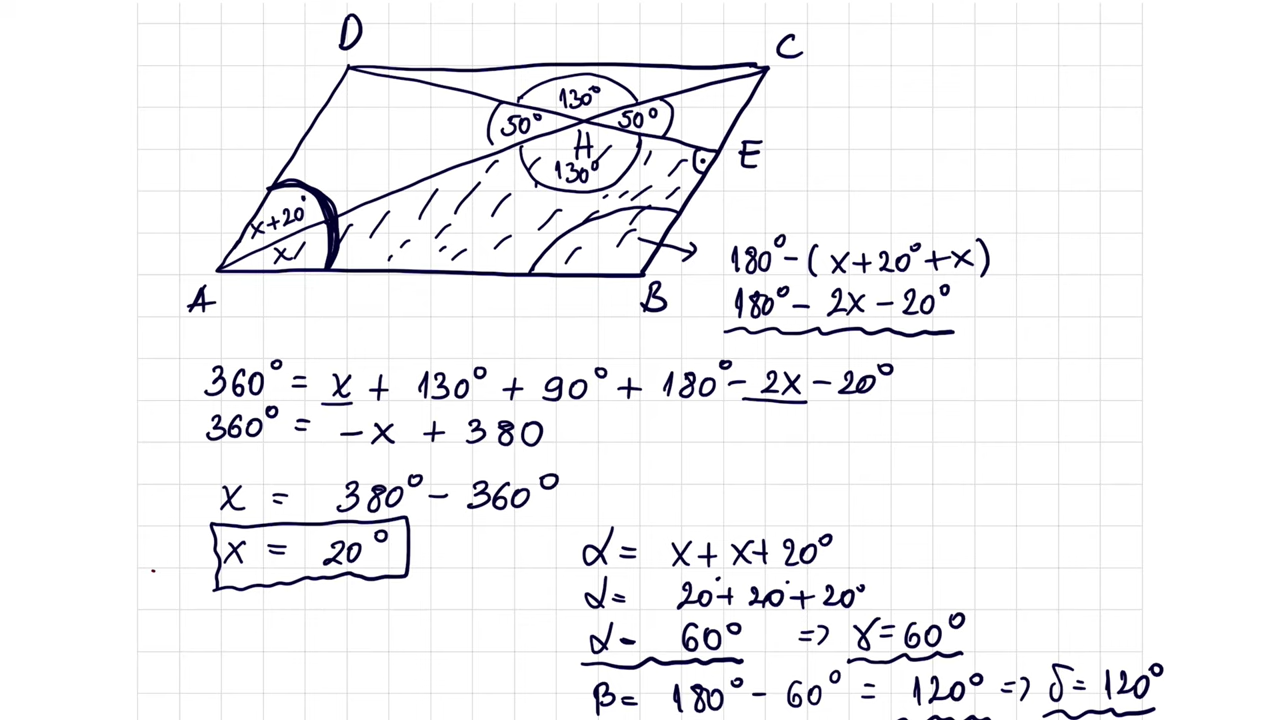 D
C
130°
50°
50°
H
E
130°
x+20°
x
A
B
180° - (x+20°+x)
180° - 2x - 20°
360° = x + 130° + 90° + 180° - 2x - 20°
360° = -x + 380
x = 380° - 360°
x = 20°
α = x + x + 20°
α = 20° + 20° + 20°
α = 60° => γ = 60°
β = 180° - 60° = 120° => δ = 120°